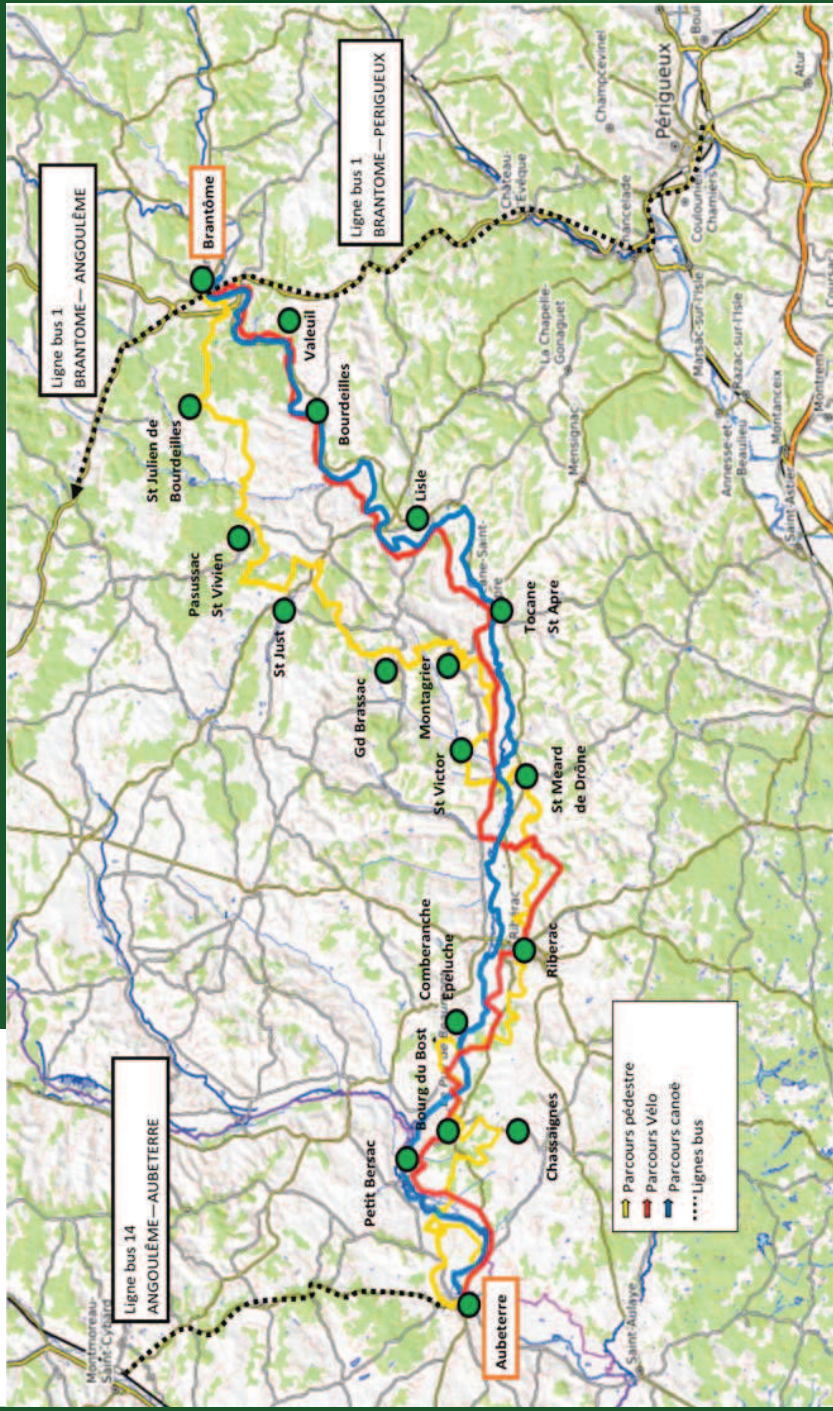 Ligne bus 14
ANGOULÊME—AUBETERRE
Ligne bus 1
BRANTOME—ANGOULÊME
Ligne bus 1
BRANTOME—PERIGUEUX
Brantôme
Valeuil
Bourdeilles
St Julien de
Bourdeilles
Pasussac
St Vivien
St Just
Lisle
Gd Brassac
Montagrier
St Victor
Tocane
St Apre
St Meard
de Drône
Comberanche
Epeluche
Riberac
Bourg du Bost
Petit Bersac
Chassaignes
Aubeterre
Parcours pédestre
Parcours Vélo
Parcours canoë
Lignes bus
Montmoreau-
Saint-Cybard
Saint-Aulaye
Château-
l'Évêque
Champcevinel
Périgueux
Chamiers
Atur
La Chapelle-
Gonaguet
Mensignac
Marsac-sur-l'Isle
Razac-sur-l'Isle
Annesse-et-
Beaulieu
Montanceix
Montrem
Saint-Astier